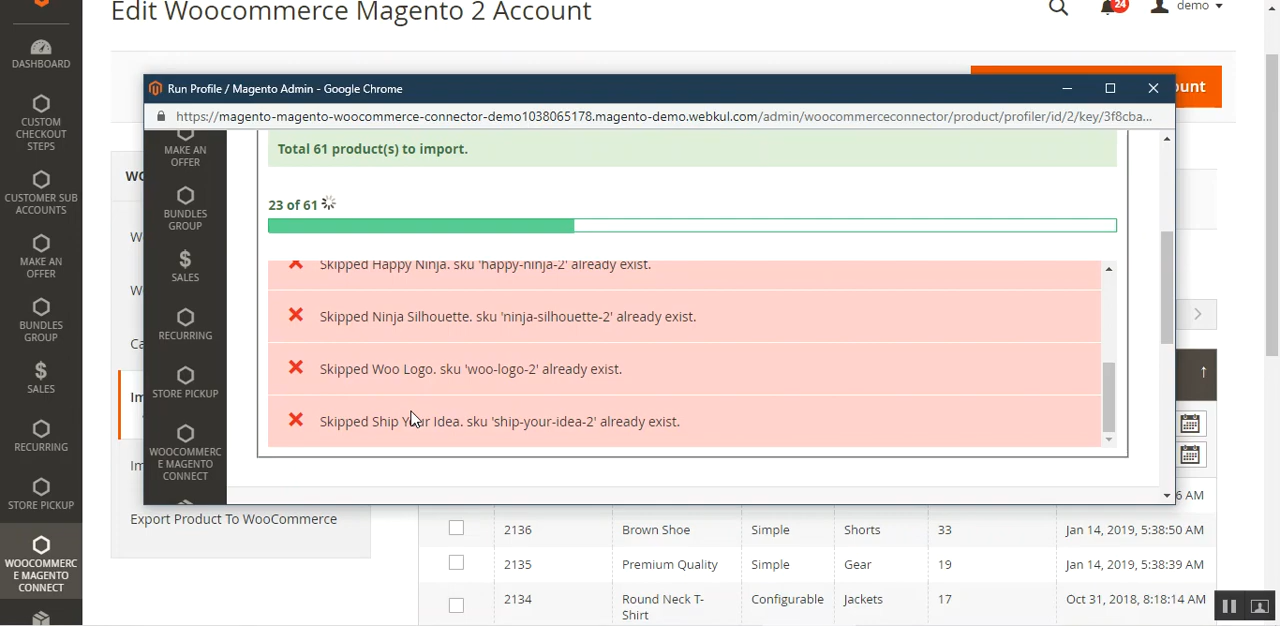 Edit Woocommerce Magento 2 Account
24
demo
DASHBOARD
CUSTOM
CHECKOUT
STEPS
CUSTOMER SUB
ACCOUNTS
MAKE AN
OFFER
BUNDLES
GROUP
$
SALES
RECURRING
STORE PICKUP
WOOCOMMERC
E MAGENTO
CONNECT
Run Profile / Magento Admin - Google Chrome
https://magento-magento-woocommerce-connector-demo1038065178.magento-demo.webkul.com/admin/woocommerceconnector/product/profiler/id/2/key/3f8cba...
MAKE AN
OFFER
BUNDLES
GROUP
$
SALES
RECURRING
STORE PICKUP
WOOCOMMERC
E MAGENTO
CONNECT
Total 61 product(s) to import.
23 of 61
Skipped Happy Ninja. sku 'happy-ninja-2' already exist.
Skipped Ninja Silhouette. sku 'ninja-silhouette-2' already exist.
Skipped Woo Logo. sku 'woo-logo-2' already exist.
Skipped Ship Your Idea. sku 'ship-your-idea-2' already exist.
Export Product To WooCommerce
6 AM
2136 Brown Shoe Simple Shorts 33 Jan 14, 2019, 5:38:50 AM
2135 Premium Quality Simple Gear 19 Jan 14, 2019, 5:38:39 AM
2134 Round Neck T-
Shirt Configurable Jackets 17 Oct 31, 2018, 8:18:14 AM